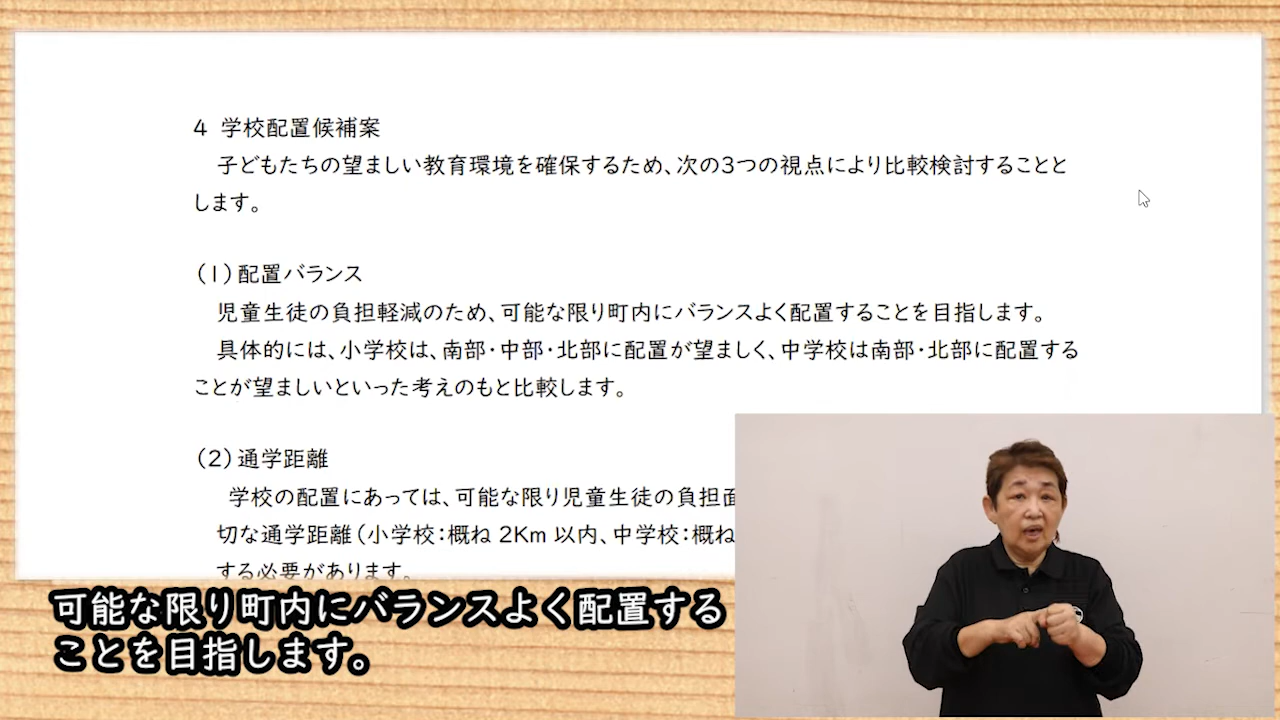 4 学校配置候補案
子どもたちの望ましい教育環境を確保するため、次の3つの視点により比較検討することと
します。
(1)配置バランス
児童生徒の負担軽減のため、可能な限り町内にバランスよく配置することを目指します。
具体的には、小学校は、南部・中部・北部に配置が望ましく、中学校は南部・北部に配置する
ことが望ましいといった考えのもと比較します。
(2)通学距離
学校の配置にあっては、可能な限り児童生徒の負担面
切な通学距離(小学校:概ね 2Km 以内、中学校:概ね
する必要があります。
可能な限り町内にバランスよく配置する
ことを目指します。